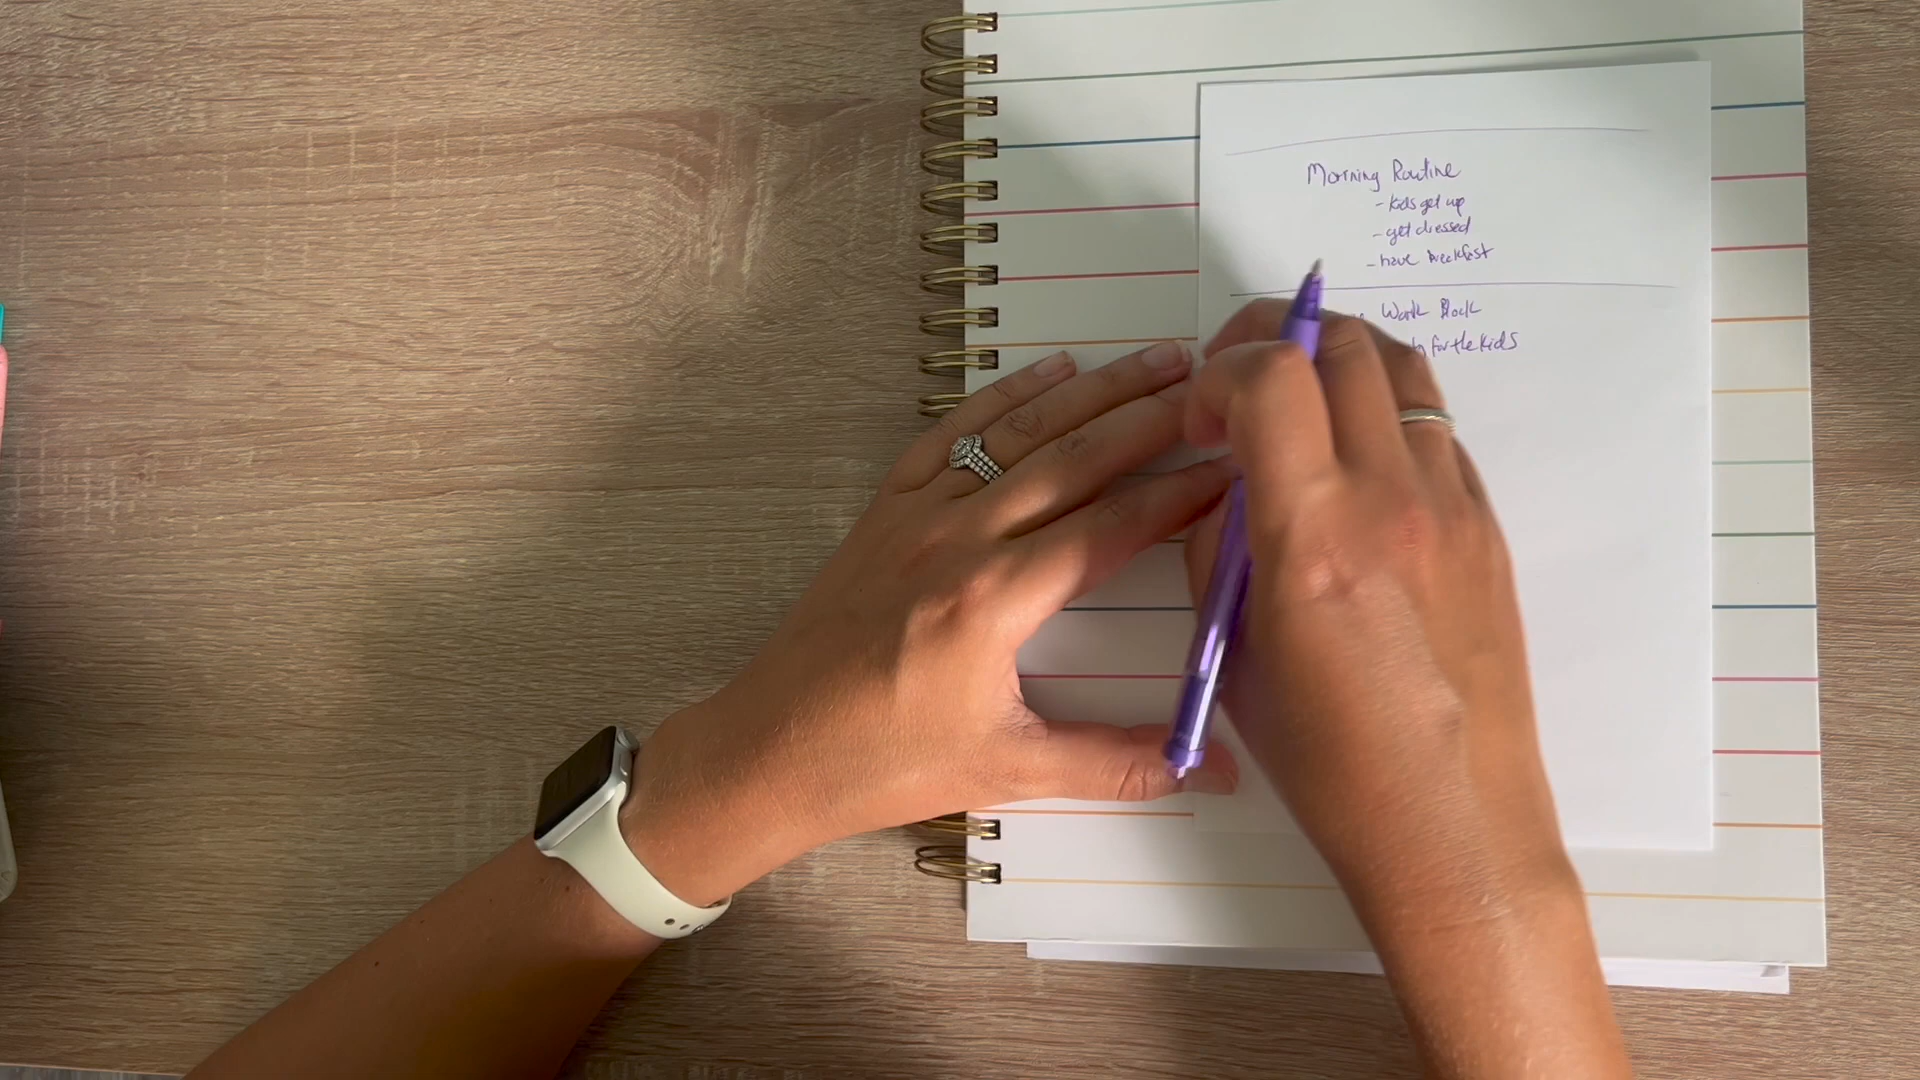 Morning Routine
- kids get up
- get dressed
- have breakfast
Work Block
for the kids